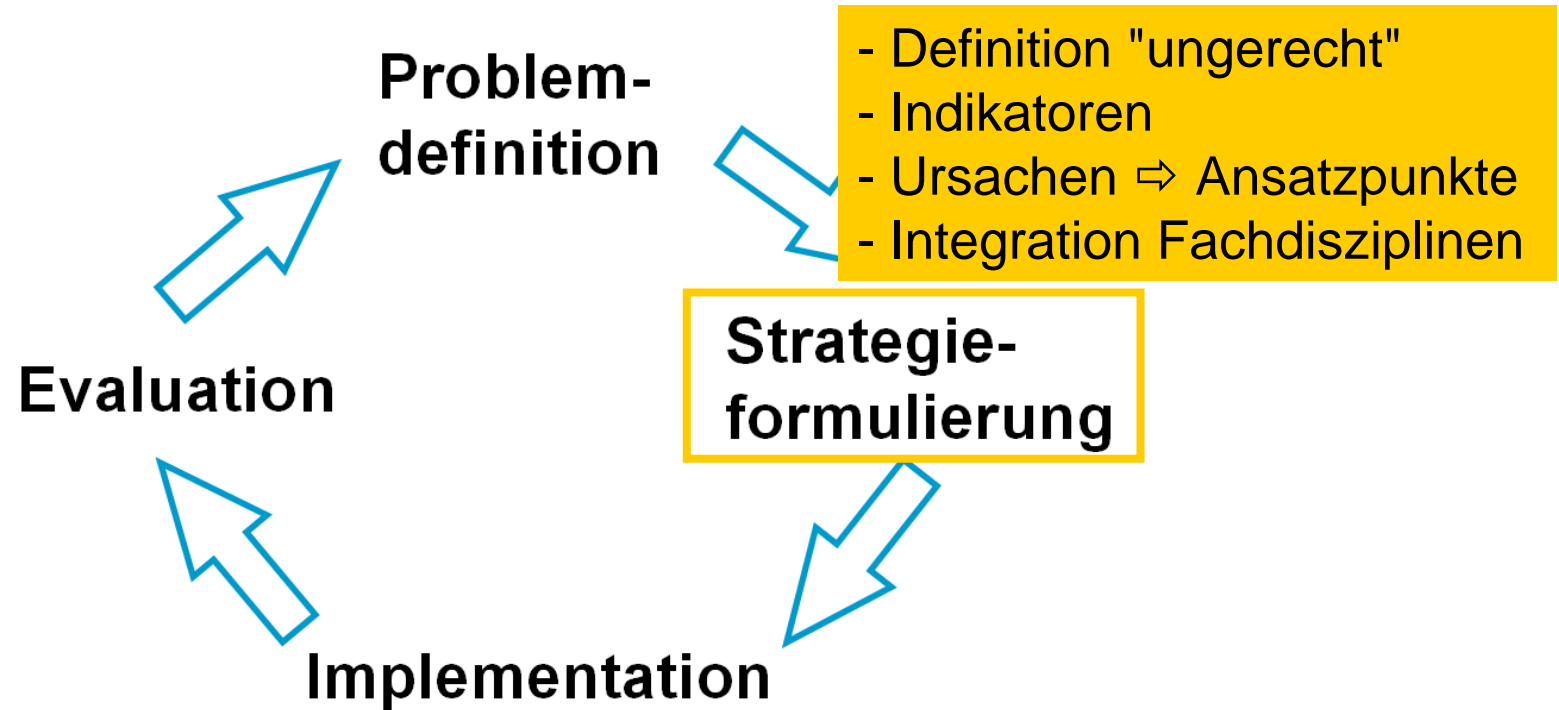 Problem-
definition
- Definition "ungerecht"
- Indikatoren
- Ursachen ⇨ Ansatzpunkte
- Integration Fachdisziplinen
Strategie-
formulierung
Evaluation
Implementation